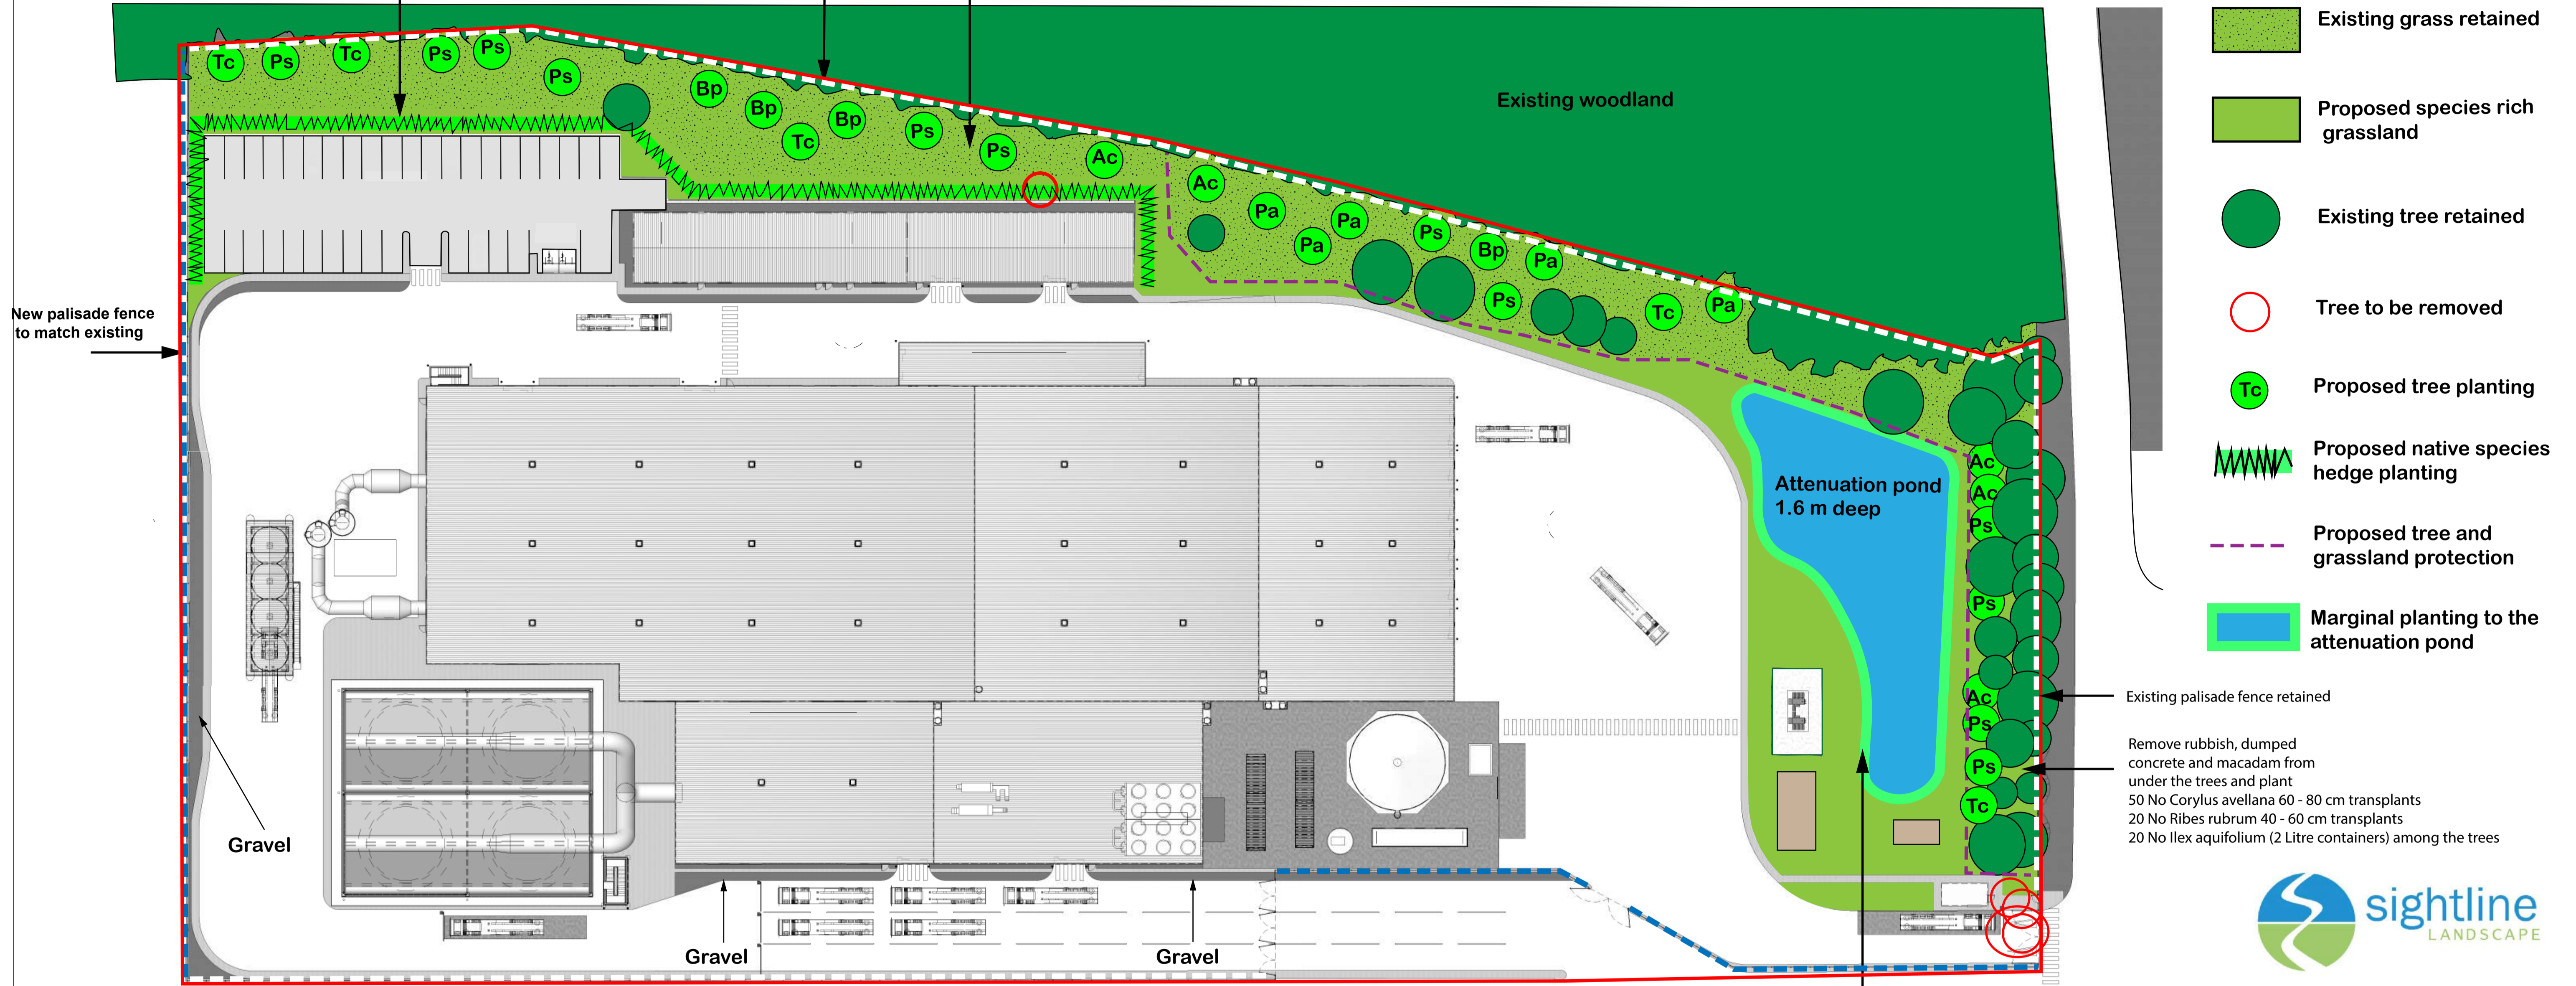 Tc
Ps
Tc
Ps
Ps
Ps
Bp
Bp
Tc
Bp
Ps
Ps
Ac
Ac
Pa
Pa
Pa
Ps
Bp
Pa
Ps
Tc
Pa
Existing woodland
New palisade fence
to match existing
Attenuation pond
1.6 m deep
Ac
Ac
Ps
Ps
Ac
Ps
Ps
Tc
Gravel
Gravel
Gravel
Existing grass retained
Proposed species rich
grassland
Existing tree retained
Tree to be removed
Tc
Proposed tree planting
Proposed native species
hedge planting
Proposed tree and
grassland protection
Marginal planting to the
attenuation pond
Existing palisade fence retained
Remove rubbish, dumped
concrete and macadam from
under the trees and plant
50 No Corylus avellana 60 - 80 cm transplants
20 No Ribes rubrum 40 - 60 cm transplants
20 No Ilex aquifolium (2 Litre containers) among the trees
sightline
LANDSCAPE